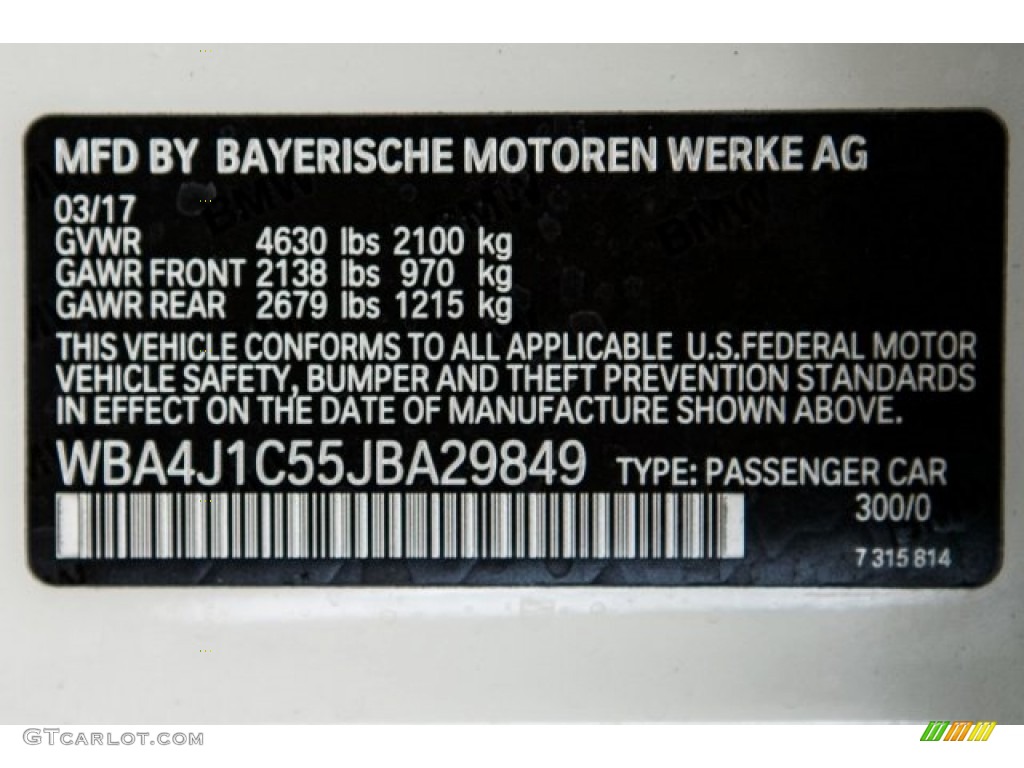 MFD BY BAYERISCHE MOTOREN WERKE AG
03/17
GVWR 4630 lbs 2100 kg
GAWR FRONT 2138 lbs 970 kg
GAWR REAR 2679 lbs 1215 kg
THIS VEHICLE CONFORMS TO ALL APPLICABLE U.S.FEDERAL MOTOR
VEHICLE SAFETY, BUMPER AND THEFT PREVENTION STANDARDS
IN EFFECT ON THE DATE OF MANUFACTURE SHOWN ABOVE.
WBA4J1C55JBA29849 TYPE: PASSENGER CAR
300/0
7 315 814
GTCARLOT.COM